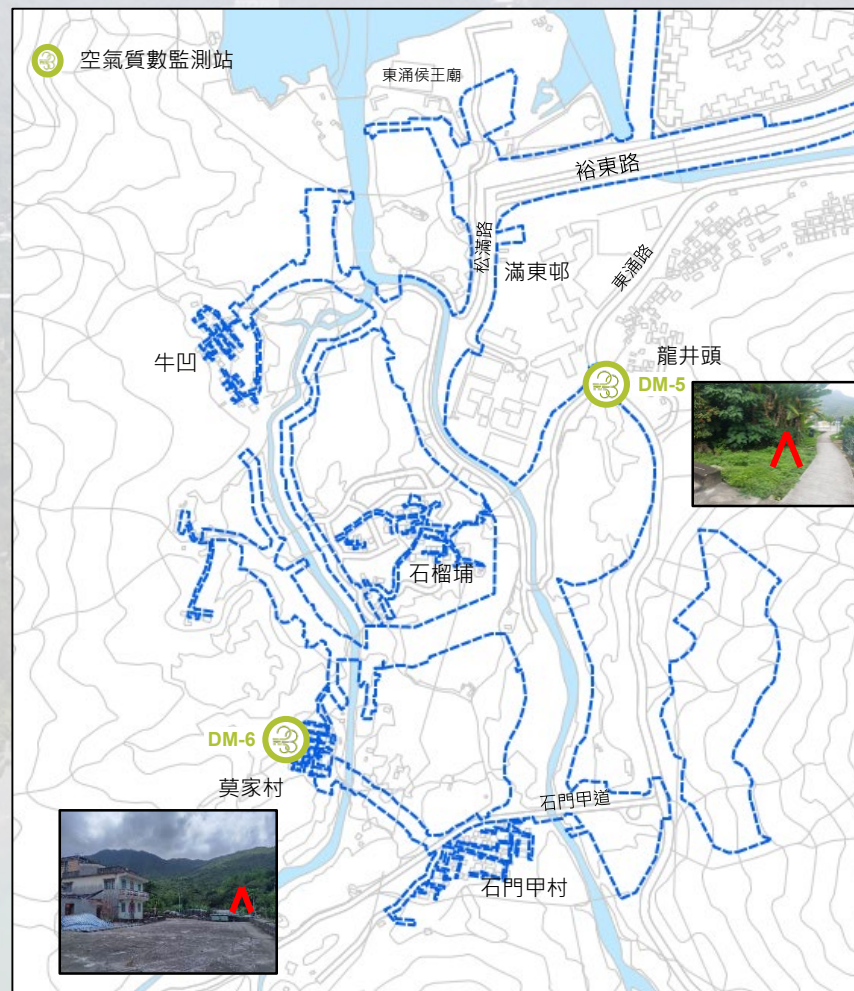 空氣質數監測站
東涌侯王廟
裕東路
松滿路
滿東邨
東涌路
牛凹
龍井頭
DM-5
石榴埔
DM-6
莫家村
石門甲道
石門甲村